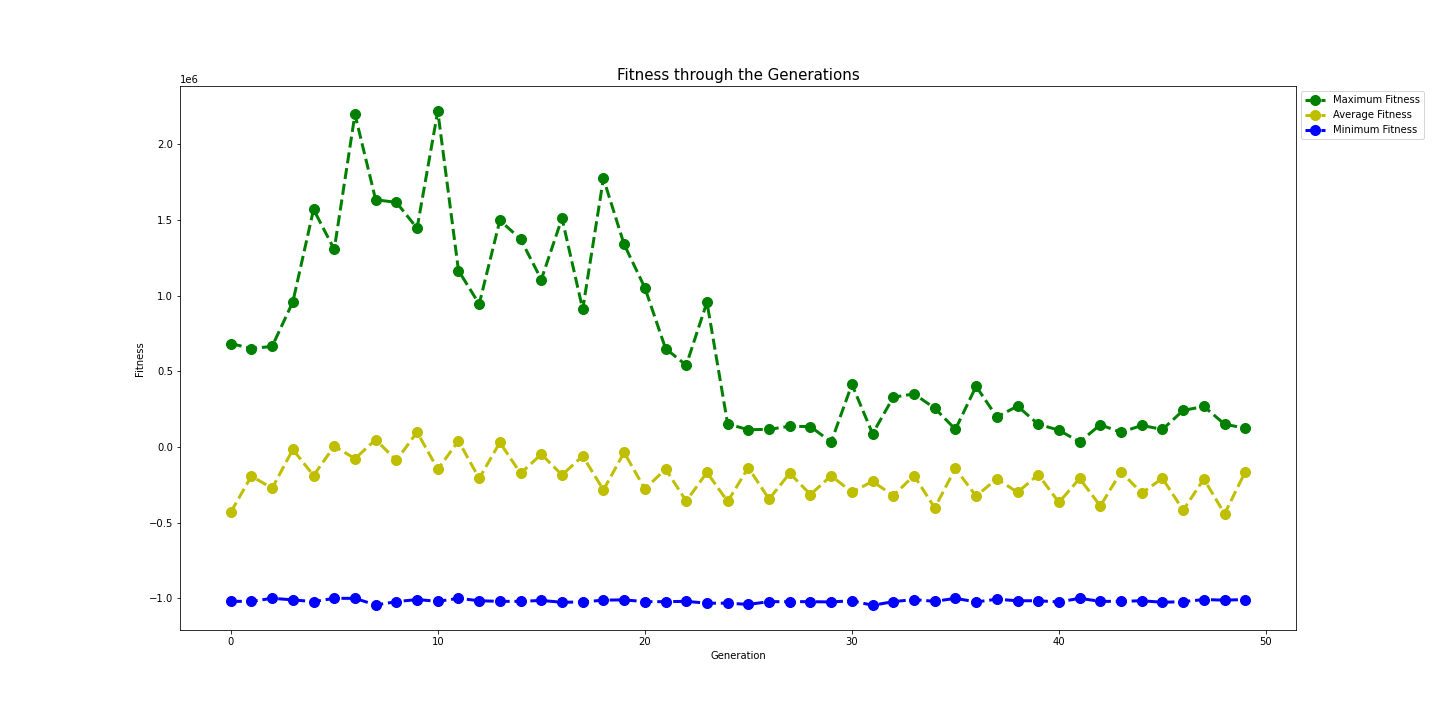 Fitness through the Generations
1e6
Maximum Fitness
Average Fitness
Minimum Fitness
2.0
1.5
1.0
0.5
0.0
−0.5
−1.0
Fitness
0 10 20 30 40 50
Generation